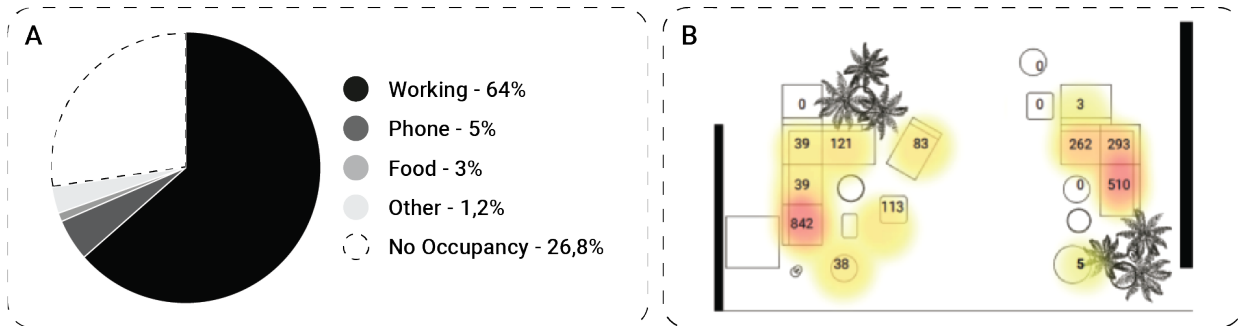 A
Working - 64%
Phone - 5%
Food - 3%
Other - 1,2%
No Occupancy - 26,8%
B
0
39 121 83
39
113
842
38
0
0 3
262 293
0 510
5